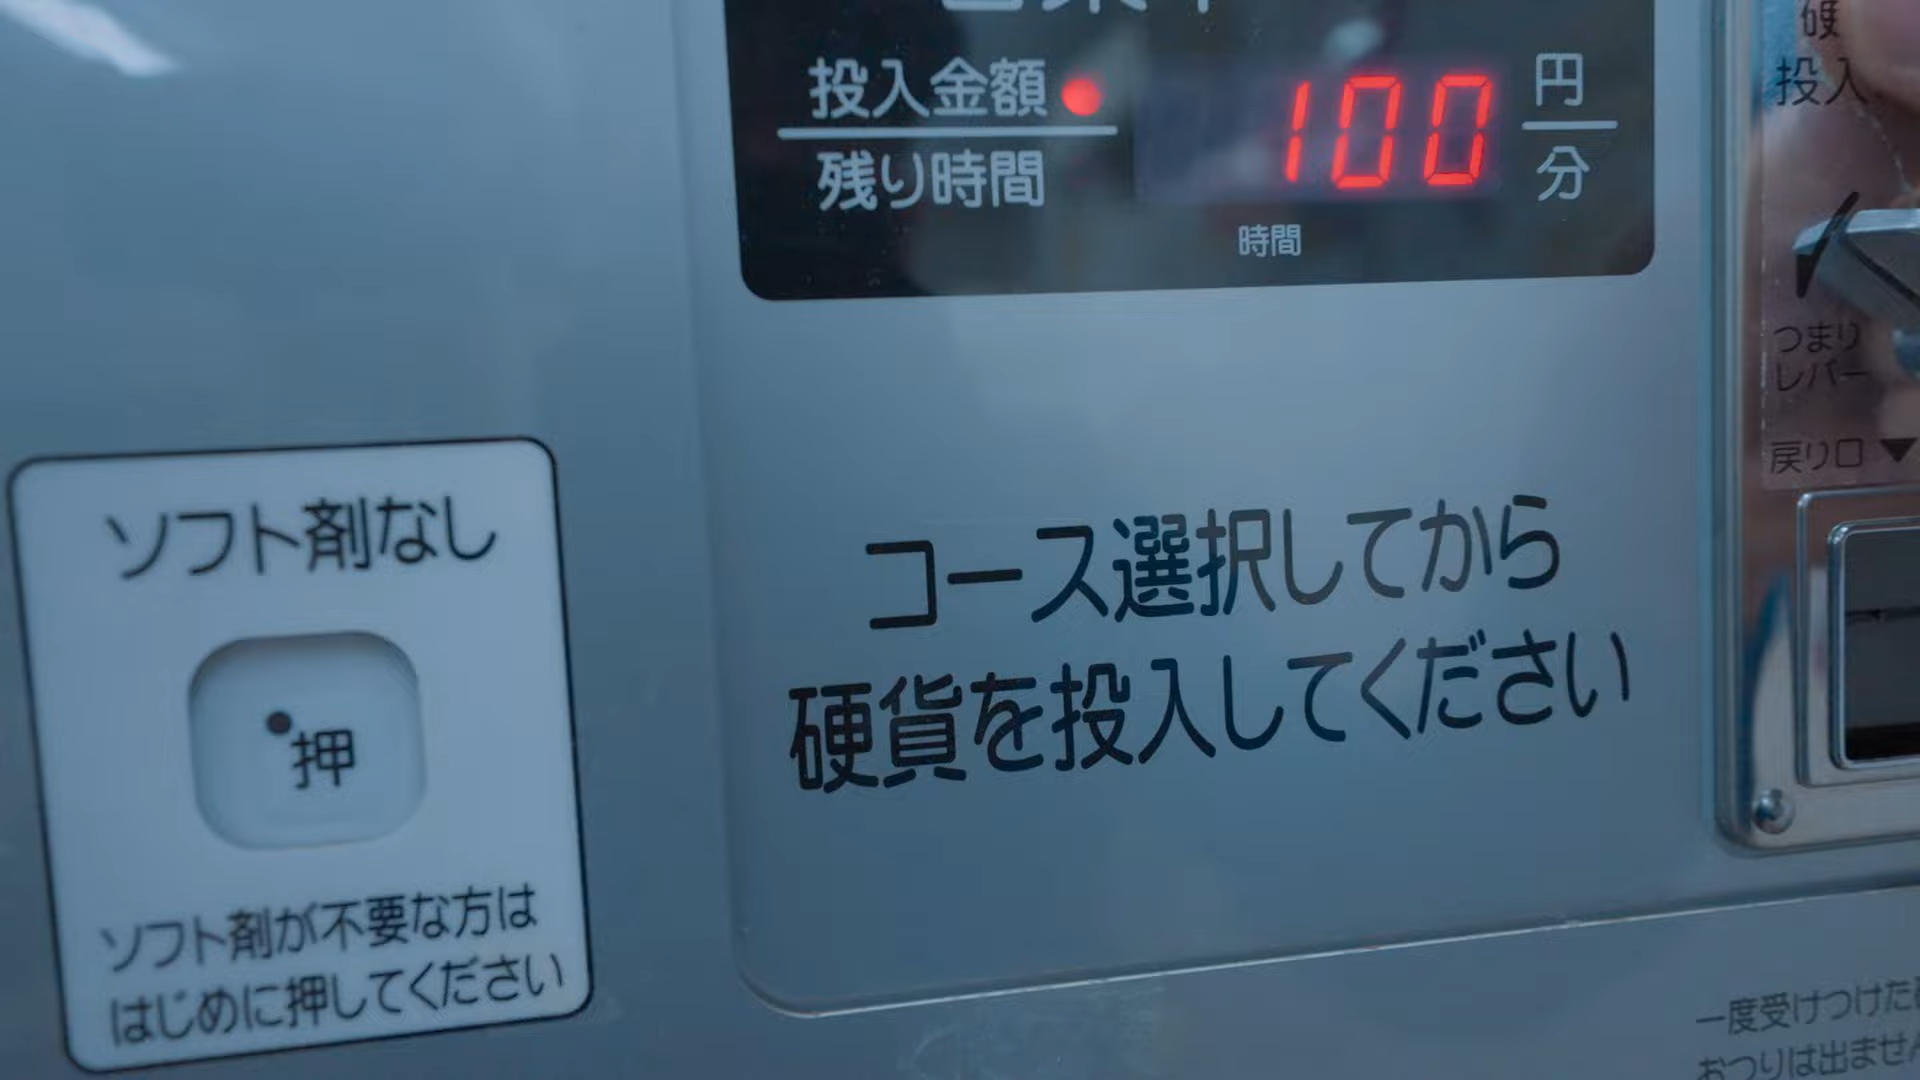 投入金額
100
円
残り時間
分
時間
投入
つまり
レバー
戻り口▼
ソフト剤なし
押
ソフト剤が不要な方は
はじめに押してください
コース選択してから
硬貨を投入してください
一度受けつけた
おつりは出ません